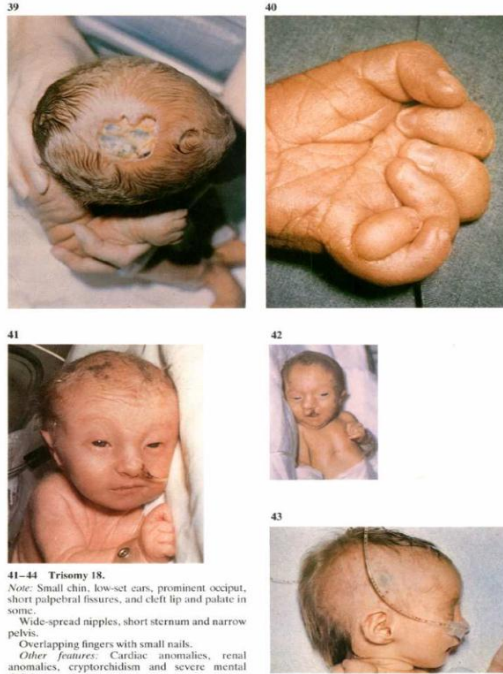 39
40
41
42
43
41–44 Trisomy 18.
Note: Small chin, low-set ears, prominent occiput,
short palpebral fissures, and cleft lip and palate in
some.
Wide-spread nipples, short sternum and narrow
pelvis.
Overlapping fingers with small nails.
Other features: Cardiac anomalies, renal
anomalies, cryptorchidism and severe mental